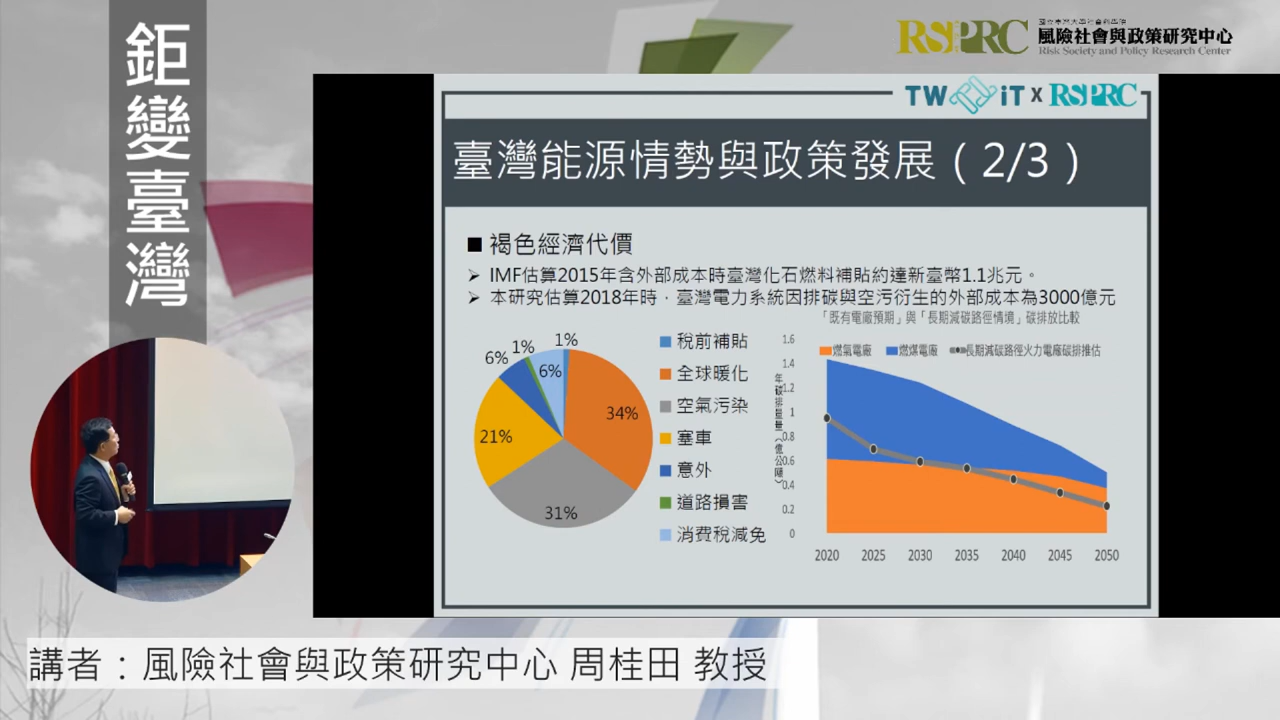 鉅變臺灣
RSPRC
風險社會與政策研究中心
Risk Society and Policy Research Center
TW iT x RSPRC
臺灣能源情勢與政策發展（2/3）
■ 褐色經濟代價
➢ IMF估算2015年含外部成本時臺灣化石燃料補貼約達新臺幣1.1兆元。
➢ 本研究估算2018年時，臺灣電力系統因排碳與空污衍生的外部成本為3000億元
1%
34%
31%
21%
6%
1%
6%
稅前補貼
全球暖化
空氣污染
塞車
意外
道路損害
消費稅減免
「既有電廠預期」與「長期減碳路徑情境」碳排放比較
燃氣電廠 燃煤電廠 長期減碳路徑火力電廠碳排推估
年碳排量（億公噸）
1.6
1.4
1.2
1
0.8
0.6
0.4
0.2
0
2020 2025 2030 2035 2040 2045 2050
講者：風險社會與政策研究中心 周桂田 教授